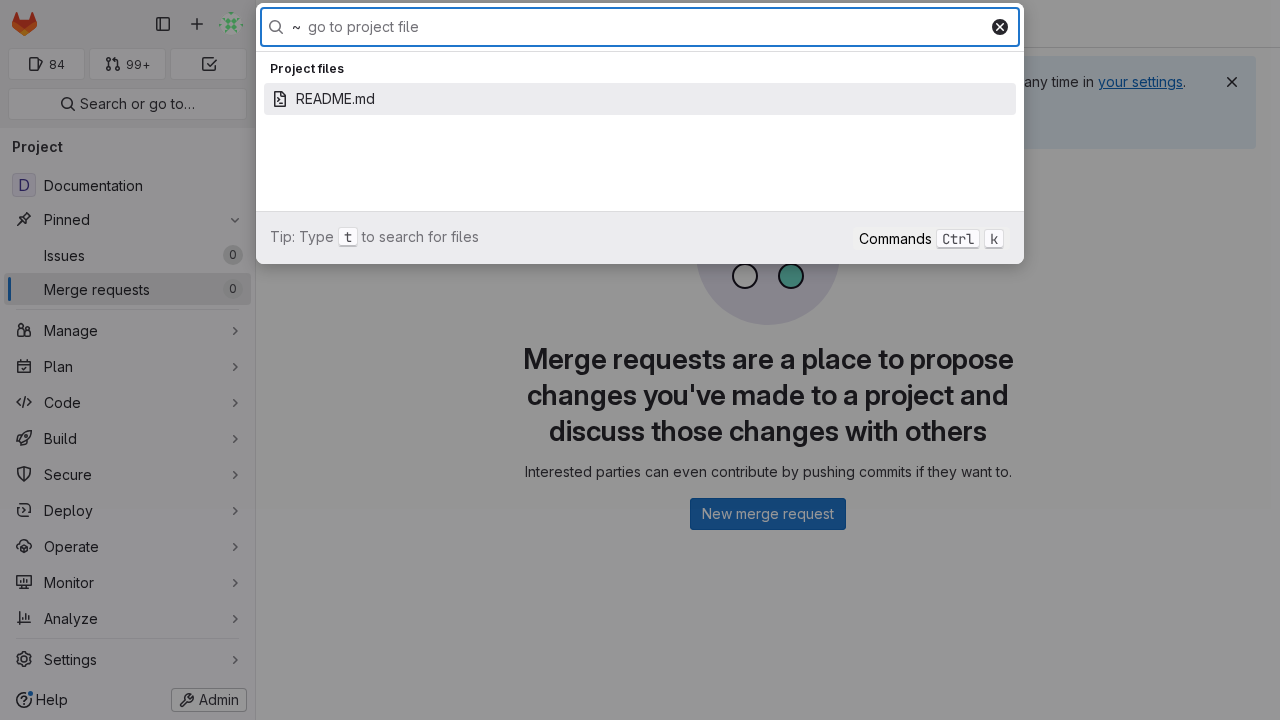 ~ go to project file
84
99+
Project files
any time in your settings.
README.md
Search or go to…
Project
D Documentation
Pinned
Tip: Type t to search for files
Commands Ctrl k
Issues 0
Merge requests 0
Manage
Plan
Code
Build
Secure
Deploy
Operate
Monitor
Analyze
Settings
Help
Admin
Merge requests are a place to propose
changes you've made to a project and
discuss those changes with others
Interested parties can even contribute by pushing commits if they want to.
New merge request